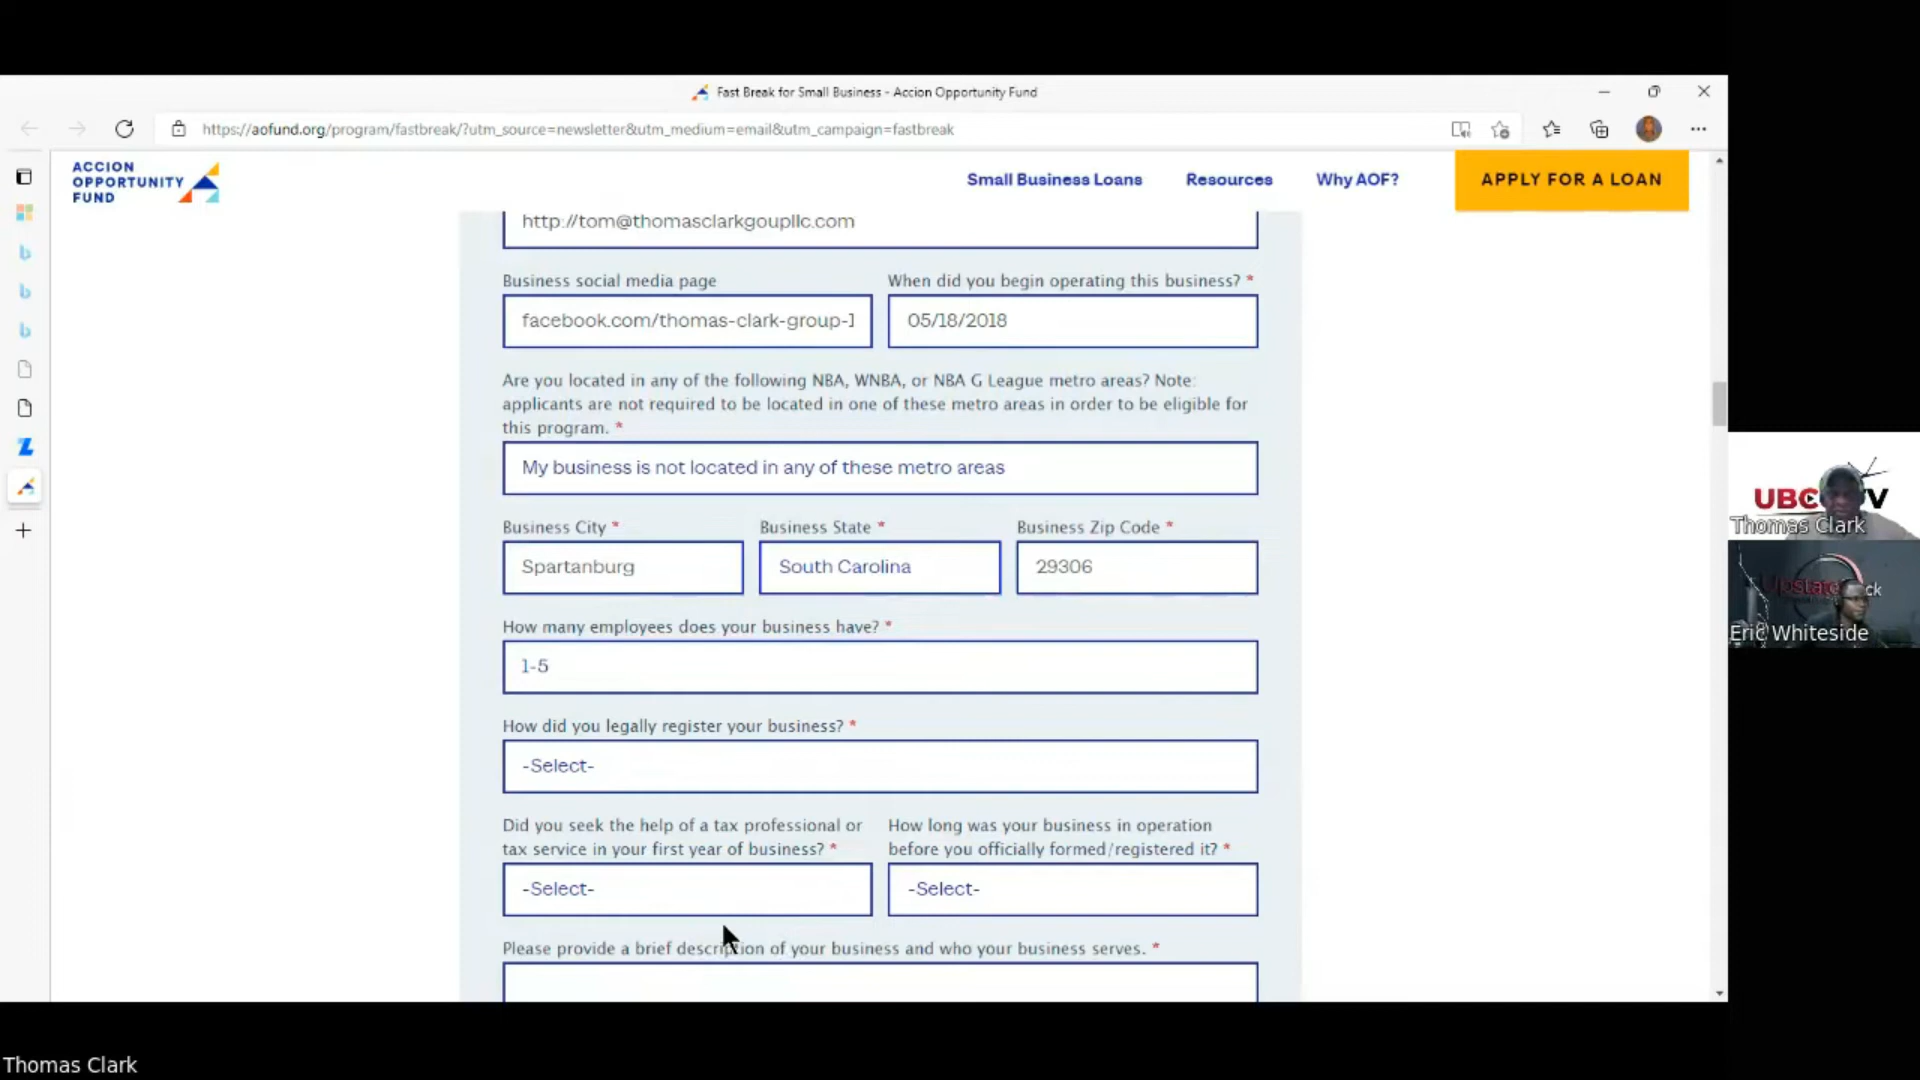 Fast Break for Small Business - Accion Opportunity Fund
https://aofund.org/program/fastbreak/?utm_source=newsletter&utm_medium=email&utm_campaign=fastbreak
ACCION
OPPORTUNITY
FUND
Small Business Loans
Resources
Why AOF?
APPLY FOR A LOAN
http://tom@thomasclarkgoupllc.com
Business social media page
When did you begin operating this business? *
facebook.com/thomas-clark-group-1
05/18/2018
Are you located in any of the following NBA, WNBA, or NBA G League metro areas? Note:
applicants are not required to be located in one of these metro areas in order to be eligible for
this program. *
My business is not located in any of these metro areas
Business City *
Business State *
Business Zip Code *
Spartanburg
South Carolina
29306
How many employees does your business have? *
1-5
How did you legally register your business? *
-Select-
Did you seek the help of a tax professional or
tax service in your first year of business? *
How long was your business in operation
before you officially formed/registered it? *
-Select-
-Select-
Please provide a brief description of your business and who your business serves. *
UBC
V
Thomas Clark
Upstate
ck
Eric Whiteside
Thomas Clark